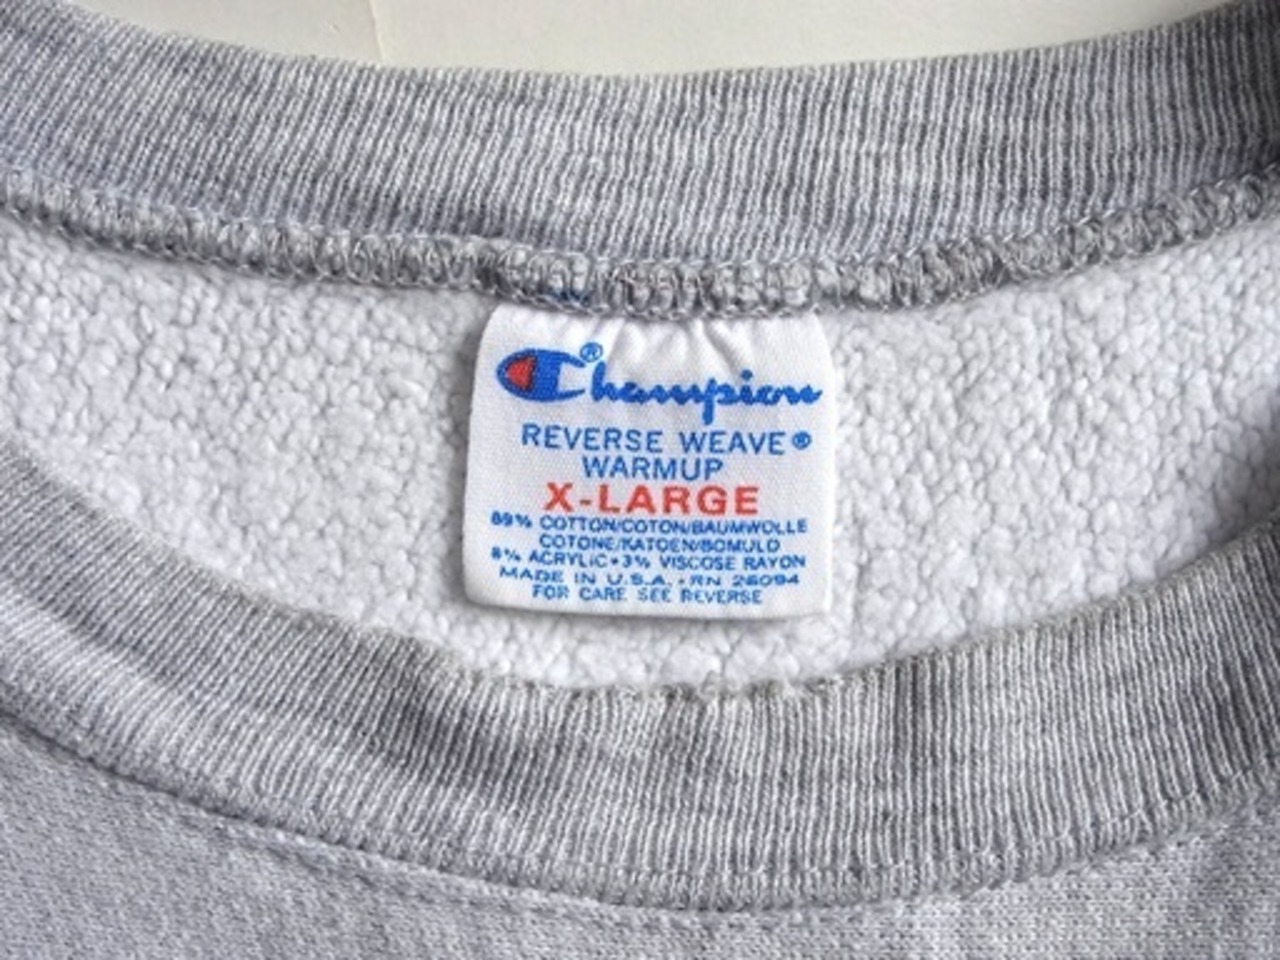 Champion®
REVERSE WEAVE®
WARMUP
X-LARGE
89% COTTON/COTON/BAUMWOLLE
COTONE/KATOEN/BOMULD
8% ACRYLIC • 3% VISCOSE RAYON
MADE IN U.S.A. • RN 26094
FOR CARE SEE REVERSE